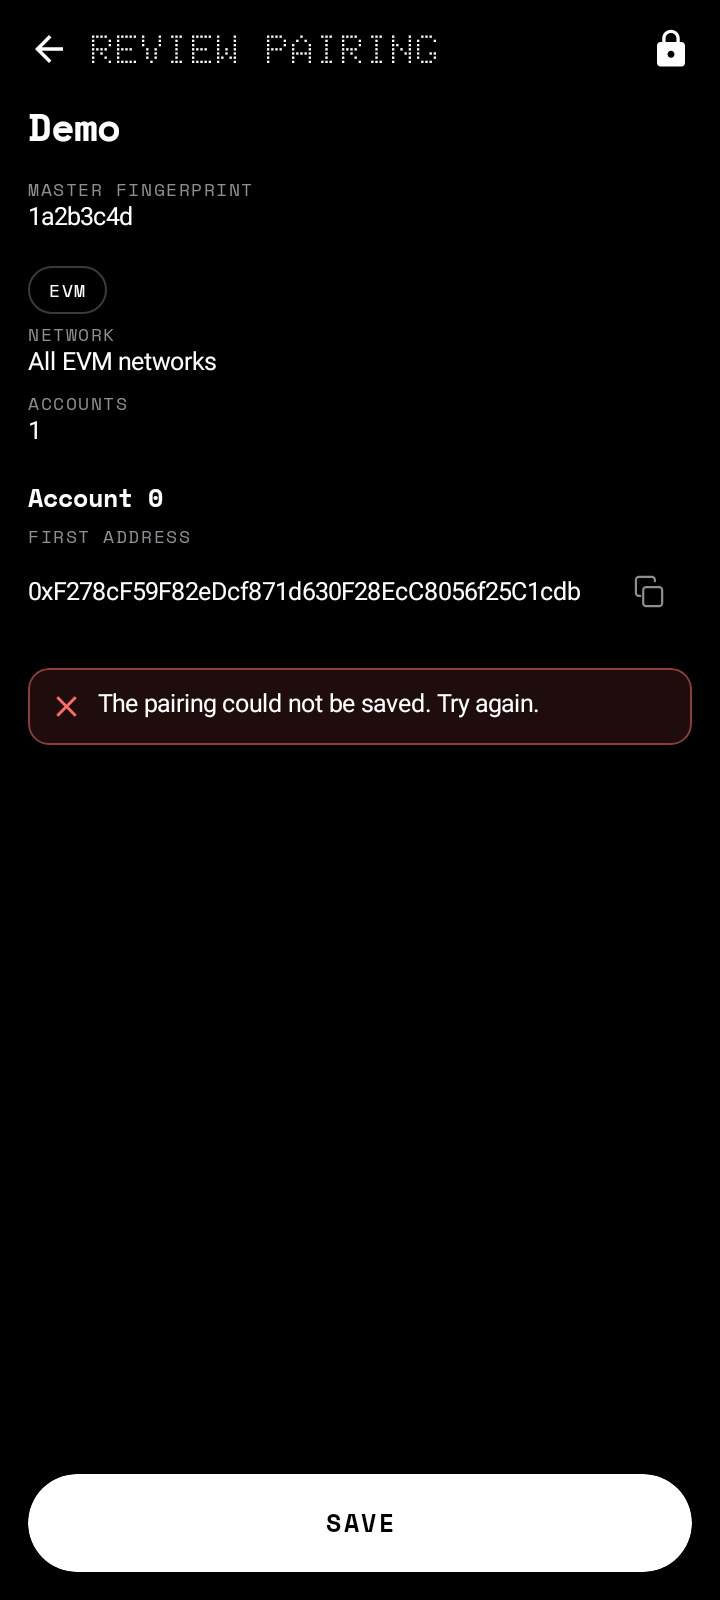 REVIEW PAIRING
Demo
MASTER FINGERPRINT
1a2b3c4d
EVM
NETWORK
All EVM networks
ACCOUNTS
1
Account 0
FIRST ADDRESS
0xF278cF59F82eDcf871d630F28EcC8056f25C1cdb
The pairing could not be saved. Try again.
SAVE